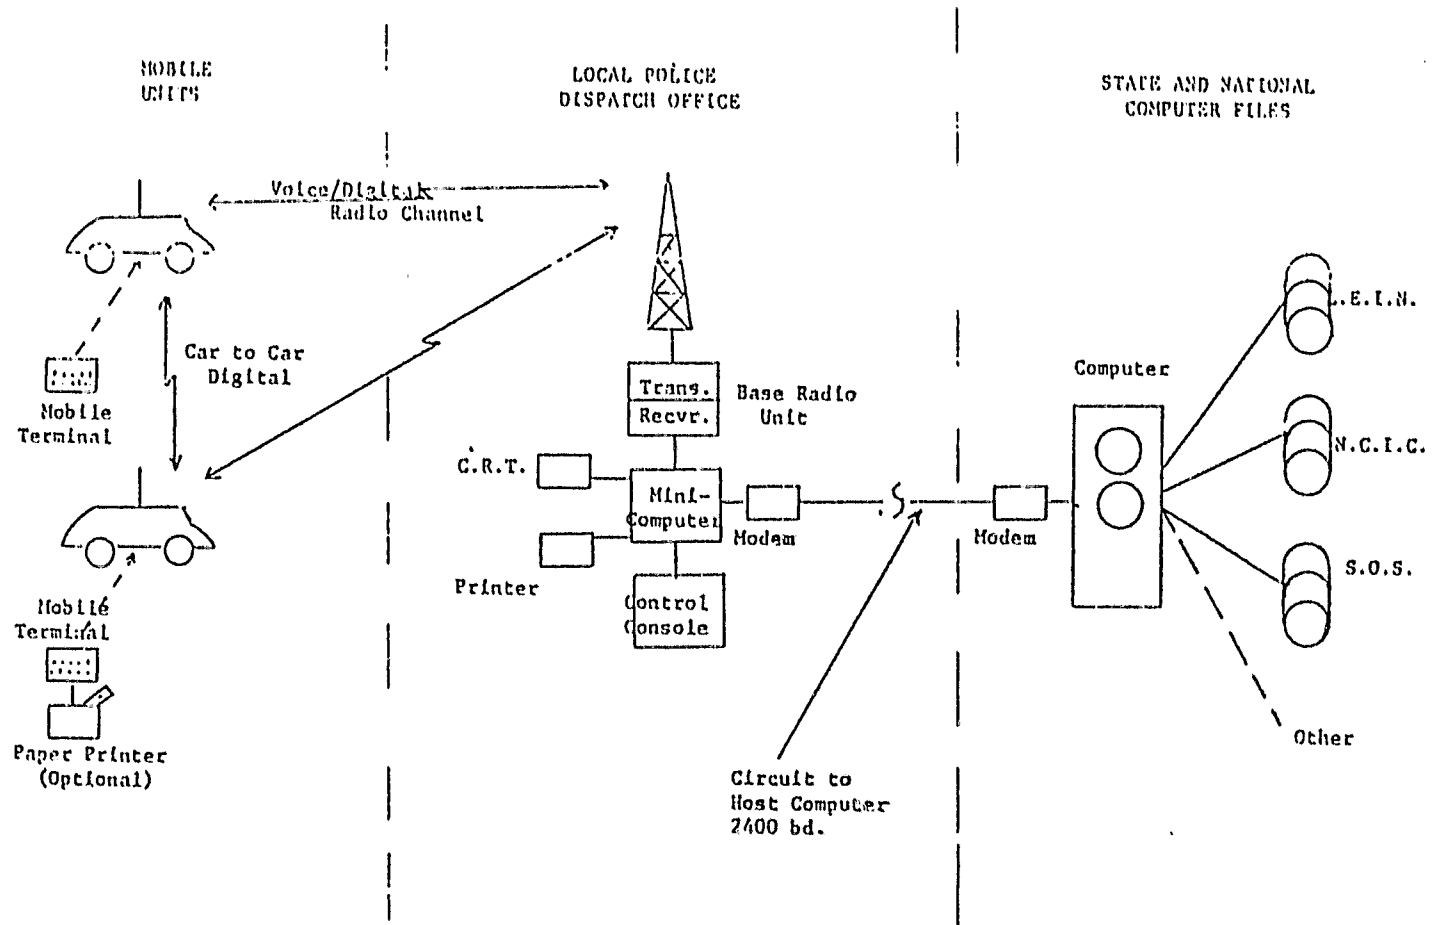 MOBILE
UNITS
LOCAL POLICE
DISPATCH OFFICE
STATE AND NATIONAL
COMPUTER FILES
Voice/Digital
Radio Channel
Car to Car
Digital
Mobile
Terminal
Mobile
Terminal
Paper Printer
(Optional)
Trans.
Recvr.
Base Radio
Unit
C.R.T.
Mini-
Computer
Modem
Printer
Control
Console
Circuit to
Host Computer
2400 bd.
Modem
Computer
.E.I.N.
N.C.I.C.
S.O.S.
Other